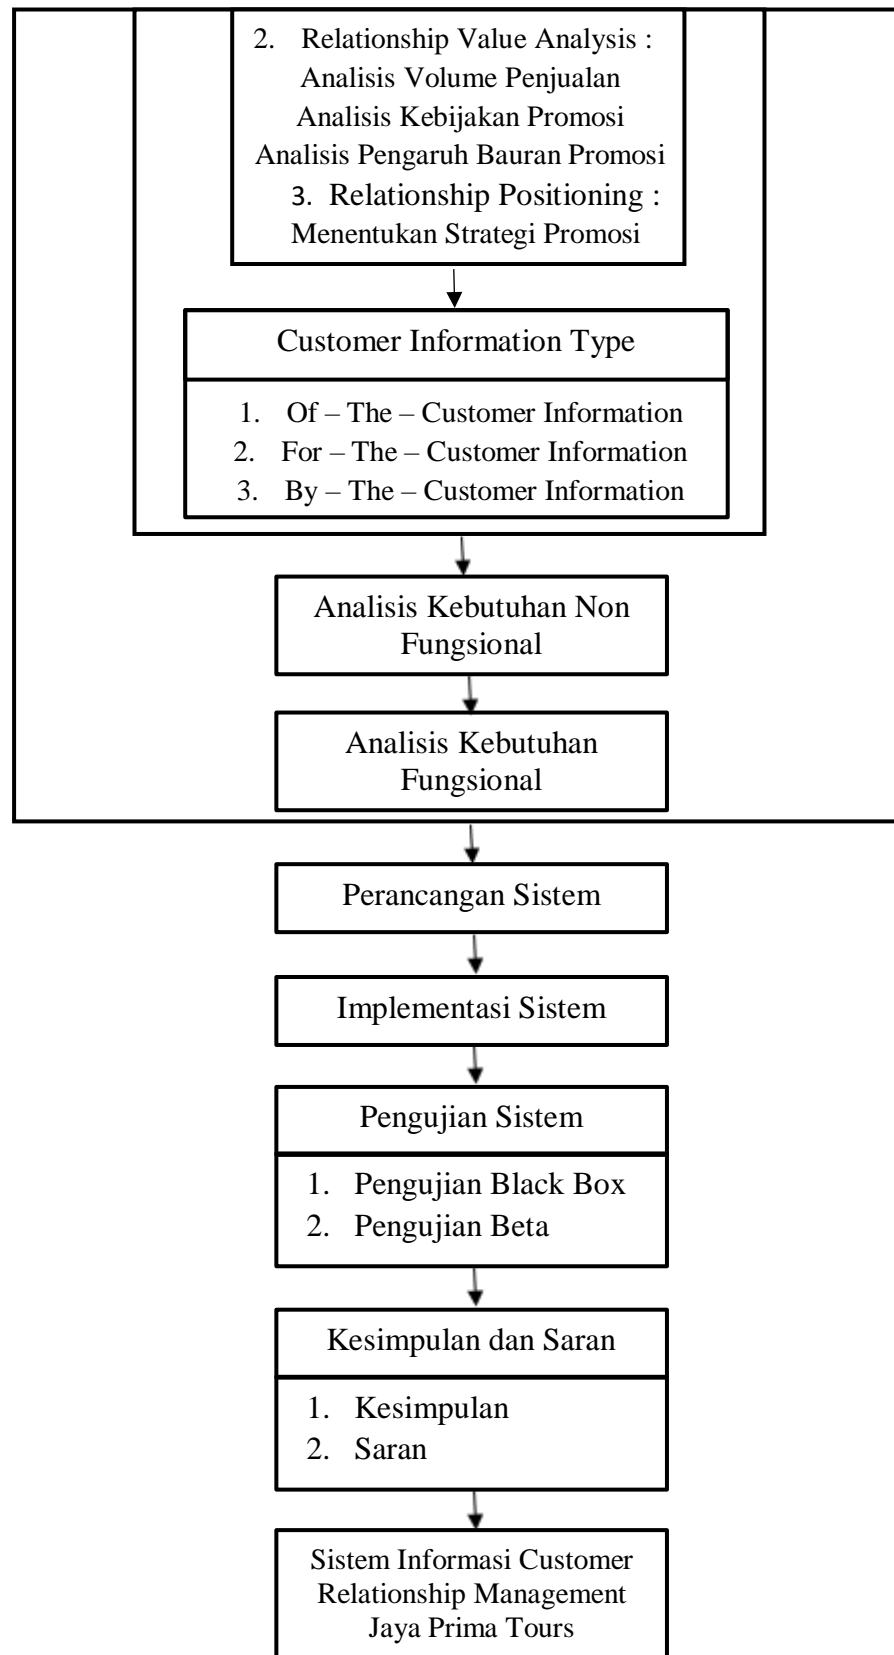 2. Relationship Value Analysis :
Analisis Volume Penjualan
Analisis Kebijakan Promosi
Analisis Pengaruh Bauran Promosi
3. Relationship Positioning :
Menentukan Strategi Promosi
Customer Information Type
1. Of – The – Customer Information
2. For – The – Customer Information
3. By – The – Customer Information
Analisis Kebutuhan Non
Fungsional
Analisis Kebutuhan
Fungsional
Perancangan Sistem
Implementasi Sistem
Pengujian Sistem
1. Pengujian Black Box
2. Pengujian Beta
Kesimpulan dan Saran
1. Kesimpulan
2. Saran
Sistem Informasi Customer
Relationship Management
Jaya Prima Tours